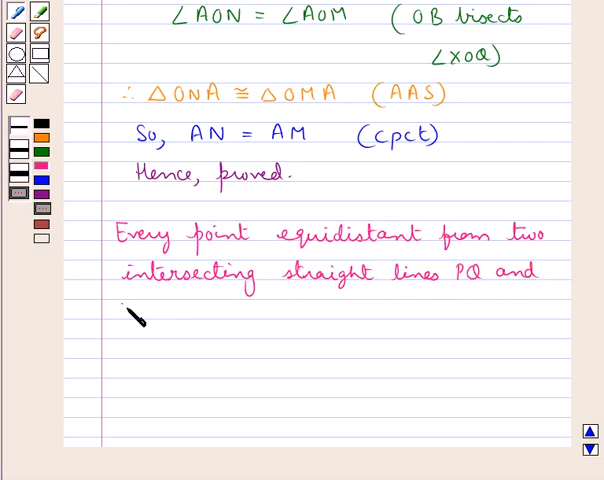 ∠AON = ∠AOM (OB bisects
∠XOQ)
∴ △ONA ≅ △OMA (AAS)
So, AN = AM (cpct)
Hence, proved.
Every point equidistant from two
intersecting straight lines PQ and